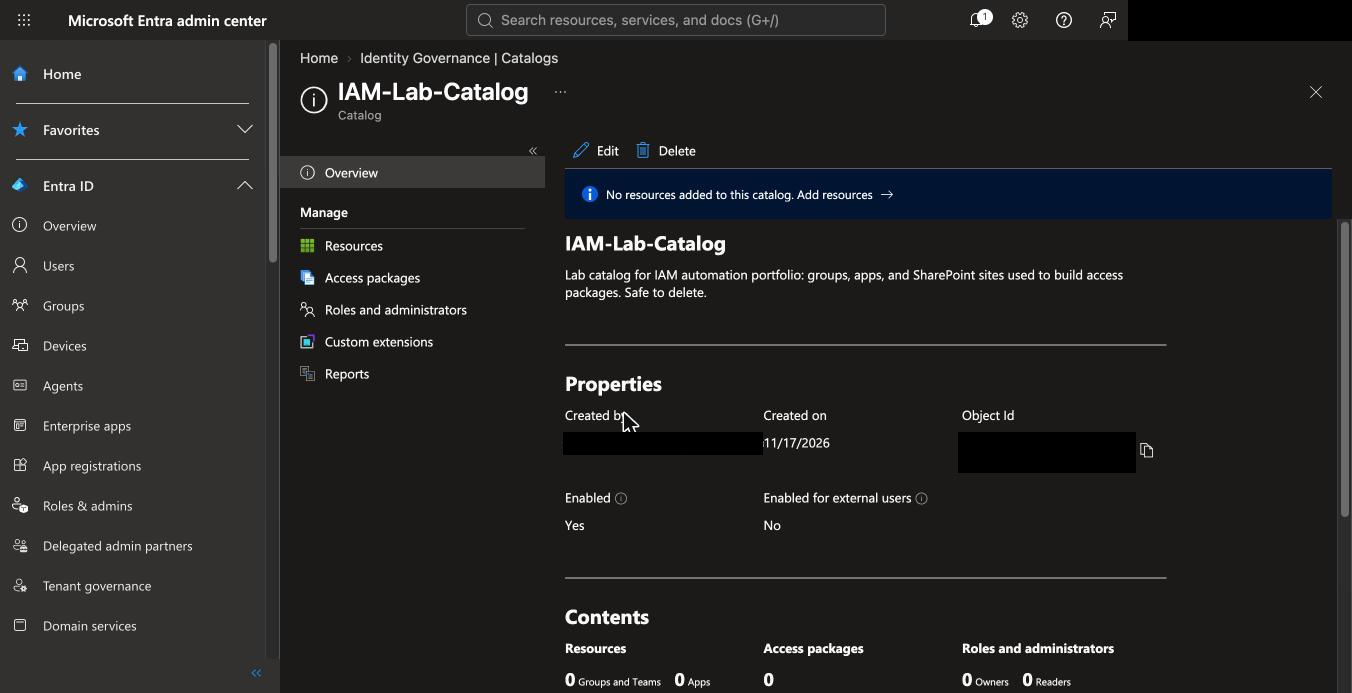 Microsoft Entra admin center
Search resources, services, and docs (G+/)
1
Home
Favorites
Entra ID
Overview
Users
Groups
Devices
Agents
Enterprise apps
App registrations
Roles & admins
Delegated admin partners
Tenant governance
Domain services
Home › Identity Governance | Catalogs
IAM-Lab-Catalog ...
Catalog
Overview
Manage
Resources
Access packages
Roles and administrators
Custom extensions
Reports
Edit Delete
No resources added to this catalog. Add resources →
IAM-Lab-Catalog
Lab catalog for IAM automation portfolio: groups, apps, and SharePoint sites used to build access
packages. Safe to delete.
Properties
Created by Created on Object Id
11/17/2026
Enabled Enabled for external users
Yes No
Contents
Resources Access packages Roles and administrators
0 Groups and Teams 0 Apps 0 0 Owners 0 Readers